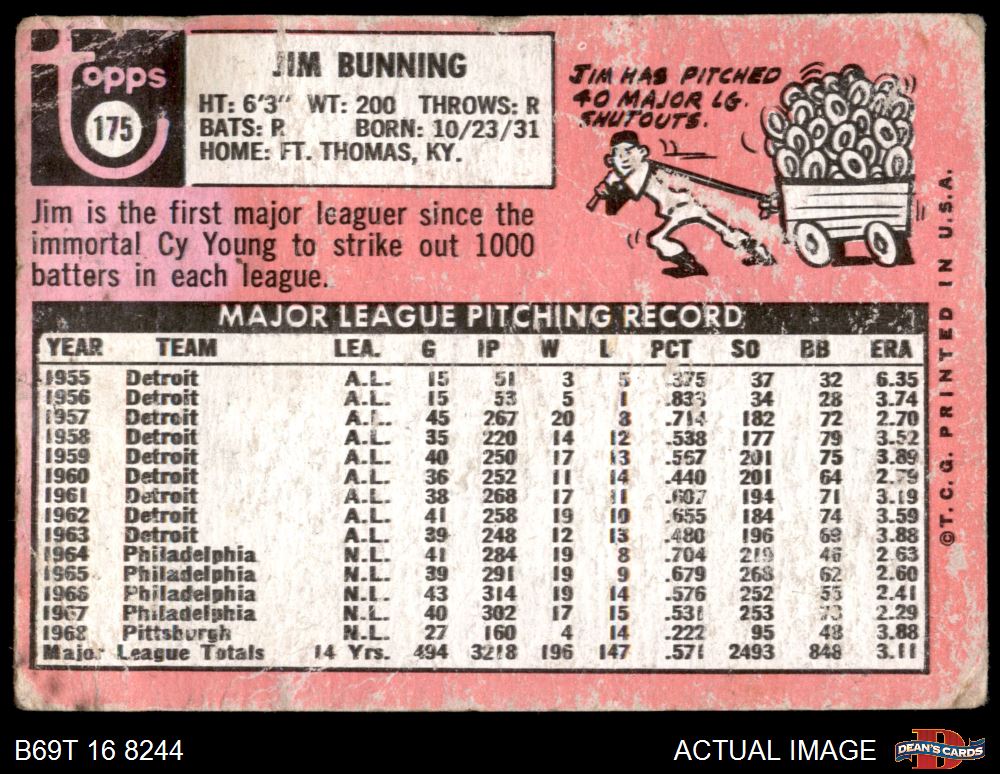 topps
175
JIM BUNNING
HT: 6'3" WT: 200 THROWS: R
BATS: R BORN: 10/23/31
HOME: FT. THOMAS, KY.
JIM HAS PITCHED
40 MAJOR LG.
SHUTOUTS.
Jim is the first major leaguer since the
immortal Cy Young to strike out 1000
batters in each league.
MAJOR LEAGUE PITCHING RECORD
YEAR TEAM LEA. G IP W L PCT SO BB ERA
1955 Detroit A.L. 15 51 3 5 .375 37 32 6.35
1956 Detroit A.L. 15 53 5 1 .833 34 28 3.74
1957 Detroit A.L. 45 267 20 8 .714 182 72 2.70
1958 Detroit A.L. 35 220 14 12 .538 177 79 3.52
1959 Detroit A.L. 40 250 17 13 .567 201 75 3.89
1960 Detroit A.L. 36 252 11 14 .440 201 64 2.79
1961 Detroit A.L. 38 268 17 11 .607 194 71 3.19
1962 Detroit A.L. 41 258 19 10 .655 184 74 3.59
1963 Detroit A.L. 39 248 12 13 .480 196 69 3.88
1964 Philadelphia N.L. 41 284 19 8 .704 219 46 2.63
1965 Philadelphia N.L. 39 291 19 9 .679 268 62 2.60
1966 Philadelphia N.L. 43 314 19 14 .576 252 55 2.41
1967 Philadelphia N.L. 40 302 17 15 .531 253 2.29
1968 Pittsburgh N.L. 27 160 4 14 .222 95 48 3.88
Major League Totals 14 Yrs. 494 3218 196 147 .571 2493 848 3.11
© T. C. G. PRINTED IN U.S.A.
B69T 16 8244
ACTUAL IMAGE
DEAN'S CARDS